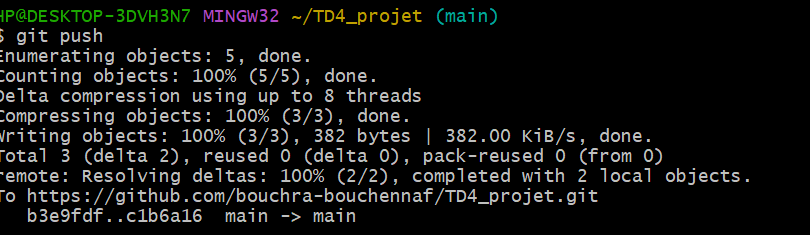 HP@DESKTOP-3DVH3N7 MINGW32 ~/TD4_projet (main)
$ git push
Enumerating objects: 5, done.
Counting objects: 100% (5/5), done.
Delta compression using up to 8 threads
Compressing objects: 100% (3/3), done.
Writing objects: 100% (3/3), 382 bytes | 382.00 KiB/s, done.
Total 3 (delta 2), reused 0 (delta 0), pack-reused 0 (from 0)
remote: Resolving deltas: 100% (2/2), completed with 2 local objects.
To https://github.com/bouchra-bouchennaf/TD4_projet.git
   b3e9fdf..c1b6a16  main -> main